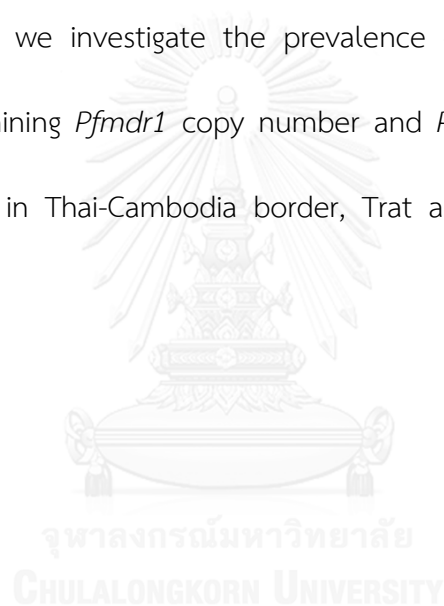 we investigate the prevalence
ining Pfmdr1 copy number and P
in Thai-Cambodia border, Trat a
จุฬาลงกรณ์มหาวิทยาลัย
CHULALONGKORN UNIVERSITY